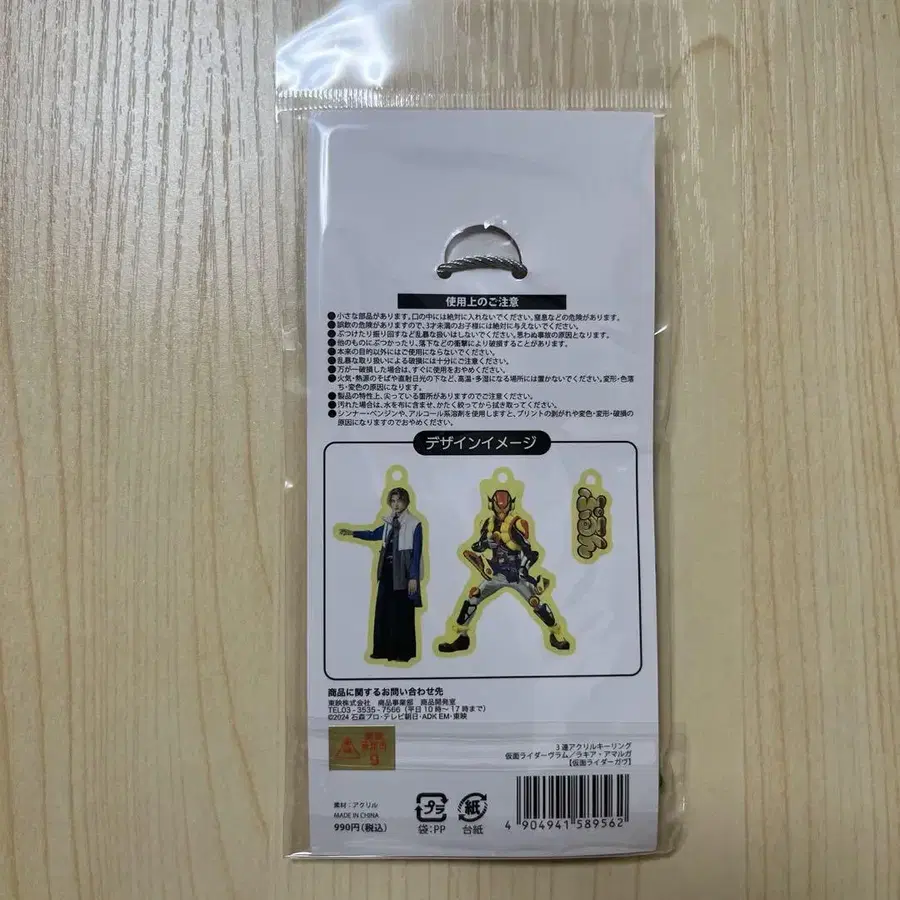 使用上のご注意
●小さな部品があります。口の中には絶対に入れないでください。窒息などの危険があります。
●誤飲の危険がありますので、3才未満のお子様には絶対に与えないでください。
●ぶつけたり振り回すなど乱暴な扱いはしないでください。思わぬ事故の原因となります。
●他のものにぶつかったり、落下などの衝撃により破損することがあります。
●本来の目的以外にはご使用にならないでください。
●乱暴な取り扱いによる破損には十分にご注意ください。
●万が一破損した場合は、すぐに使用をおやめください。
●火気・熱源のそばや直射日光の下など、高温・多湿になる場所には置かないでください。変形・色落
ち・変色の原因になります。
●製品の特性上、尖っている箇所がありますのでご注意ください。
●汚れた場合は、水を布に含ませ、かたく絞ってから拭き取ってください。
●シンナー・ベンジンや、アルコール系溶剤を使用しますと、プリントの剥がれや変色・変形・破損の
原因になりますのでおやめください。
デザインイメージ
商品に関するお問い合わせ先
東映株式会社 商品事業部 商品開発室
TEL03-3535-7566(平日10時〜17時まで)
©2024 石森プロ・テレビ朝日・ADK EM・東映
9
3連アクリルキーリング
仮面ライダーヴラム/ラキア・アマルガ
【仮面ライダーガヴ】
素材：アクリル
MADE IN CHINA
990円(税込)
プラ
袋：PP
紙
台紙
4 904941 589562